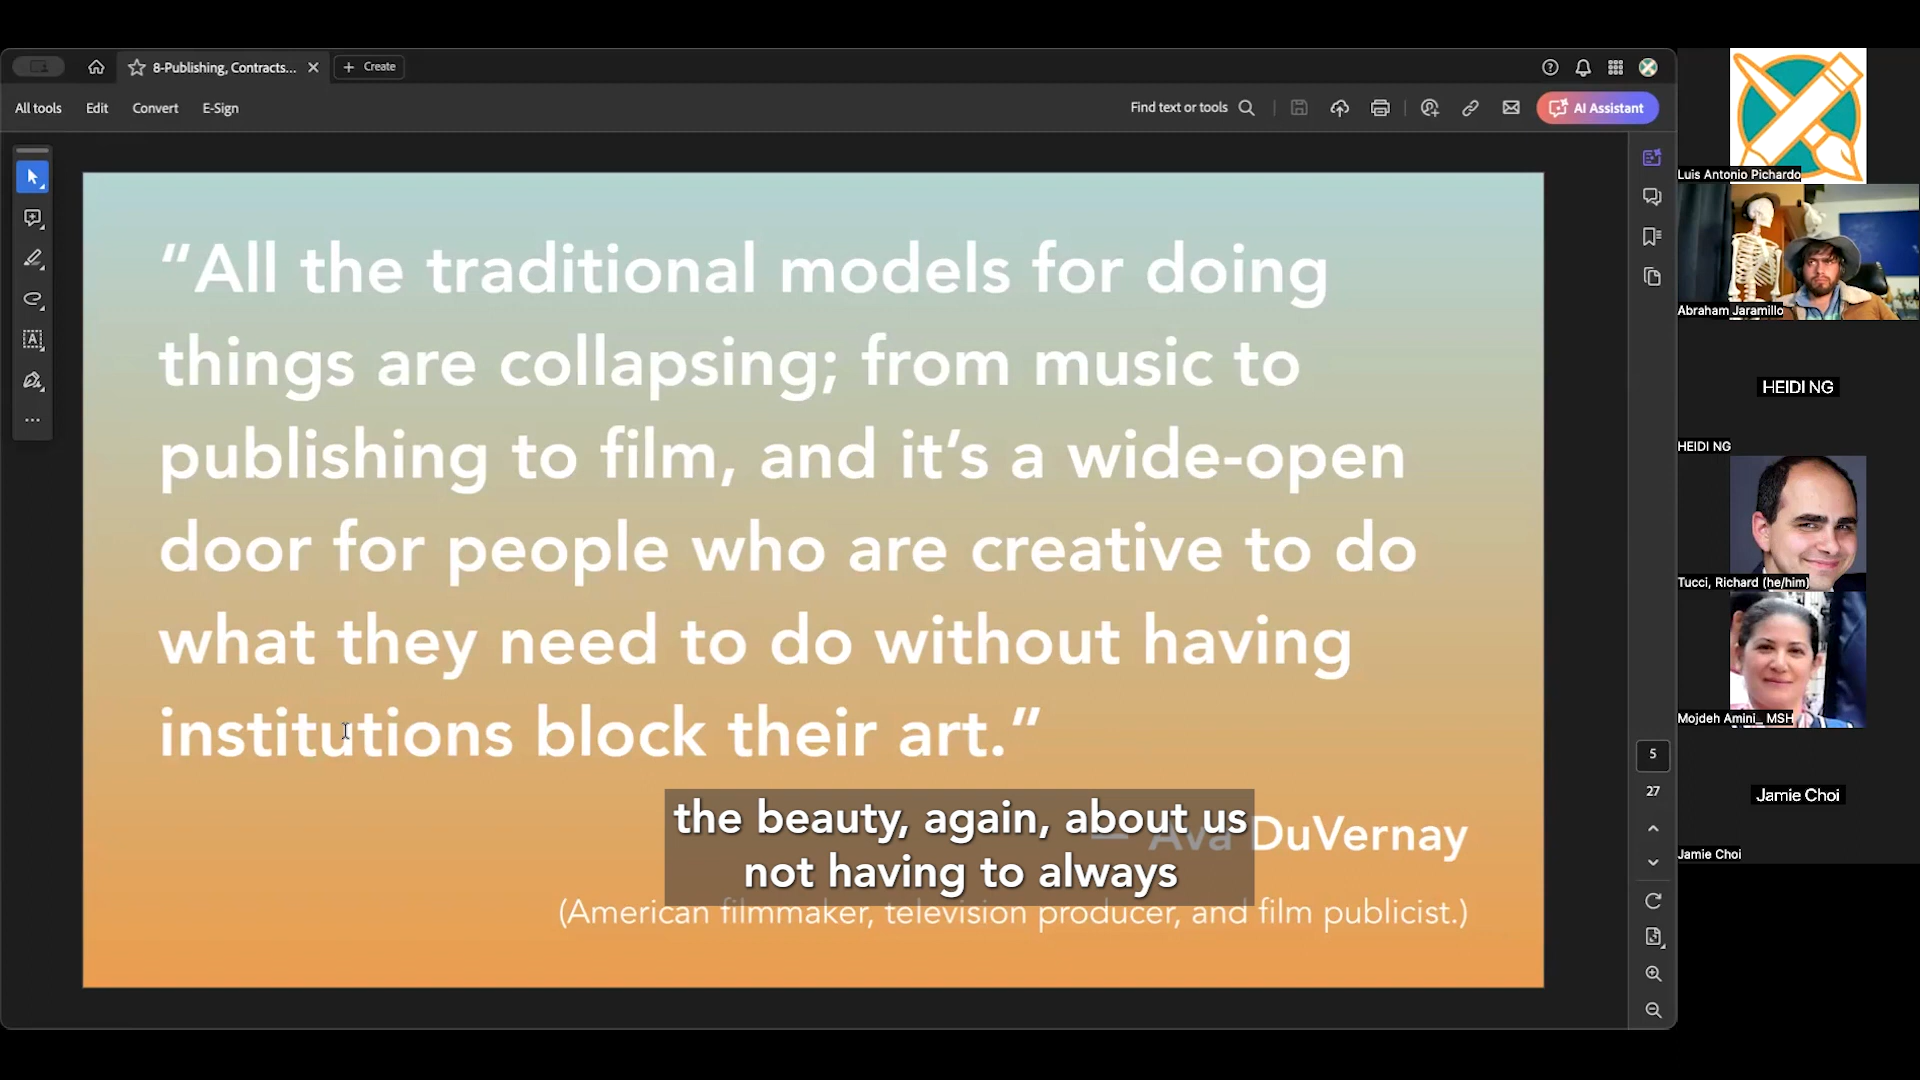 8-Publishing, Contracts...
Create
All tools
Edit
Convert
E-Sign
Find text or tools
AI Assistant
“All the traditional models for doing
things are collapsing; from music to
publishing to film, and it’s a wide-open
door for people who are creative to do
what they need to do without having
institutions block their art.“
— Ava DuVernay
(American filmmaker, television producer, and film publicist.)
the beauty, again, about us
not having to always
5
27
Luis Antonio Pichardo
Abraham Jaramillo
HEIDI NG
HEIDI NG
Tucci, Richard (he/him)
Mojdeh Amini_ MSH
Jamie Choi
Jamie Choi